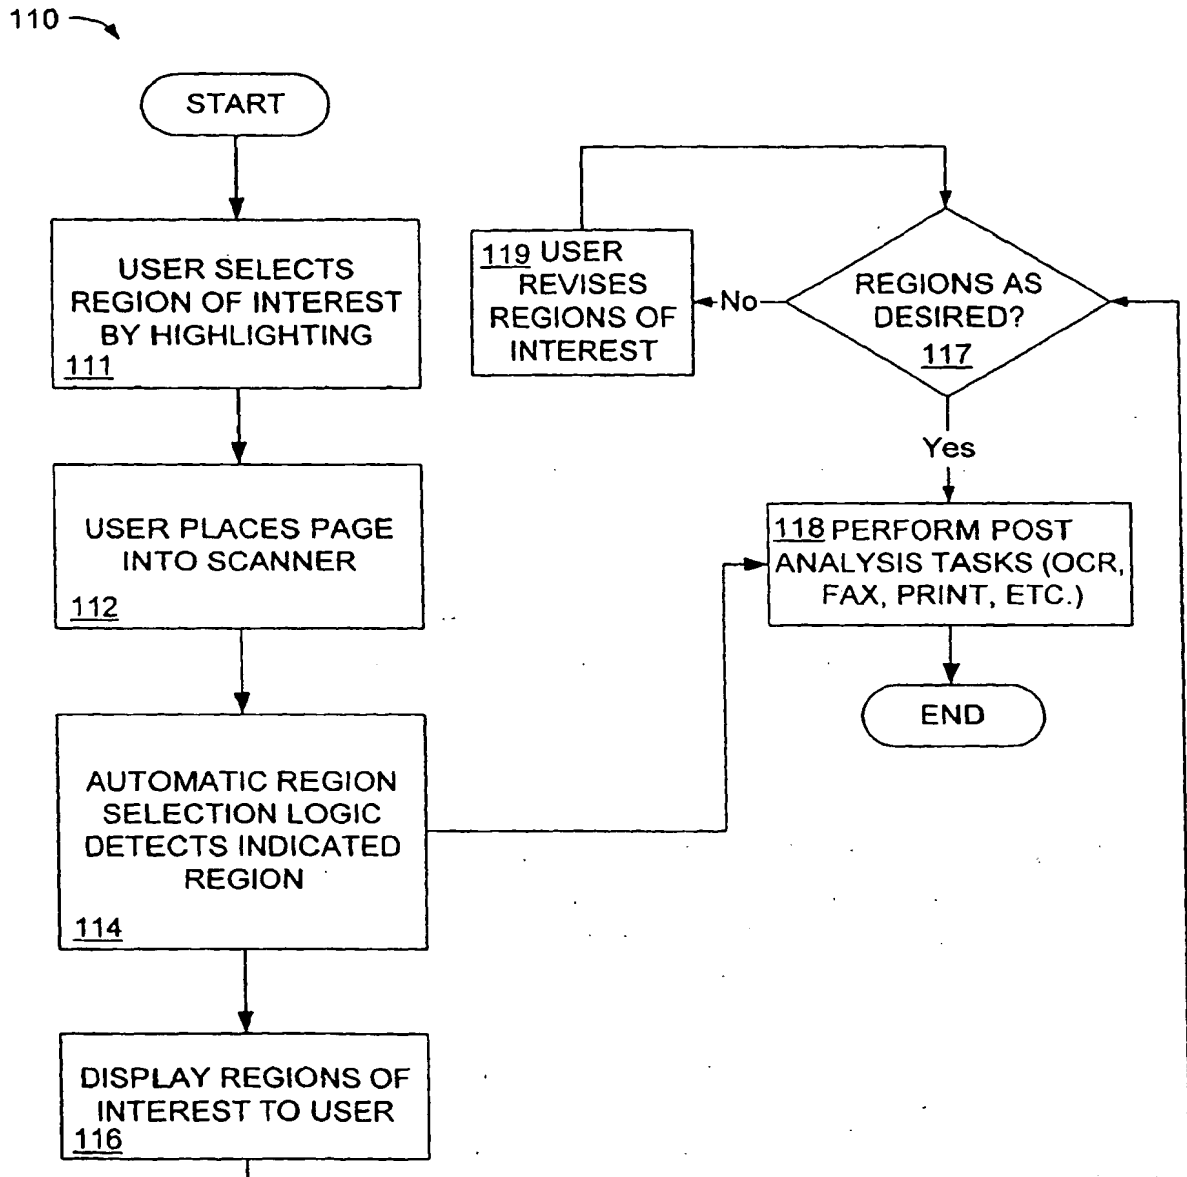 110
START
USER SELECTS
REGION OF INTEREST
BY HIGHLIGHTING
111
USER PLACES PAGE
INTO SCANNER
112
AUTOMATIC REGION
SELECTION LOGIC
DETECTS INDICATED
REGION
114
DISPLAY REGIONS OF
INTEREST TO USER
116
REGIONS AS
DESIRED?
117
No
119 USER
REVISES
REGIONS OF
INTEREST
Yes
118 PERFORM POST
ANALYSIS TASKS (OCR,
FAX, PRINT, ETC.)
END